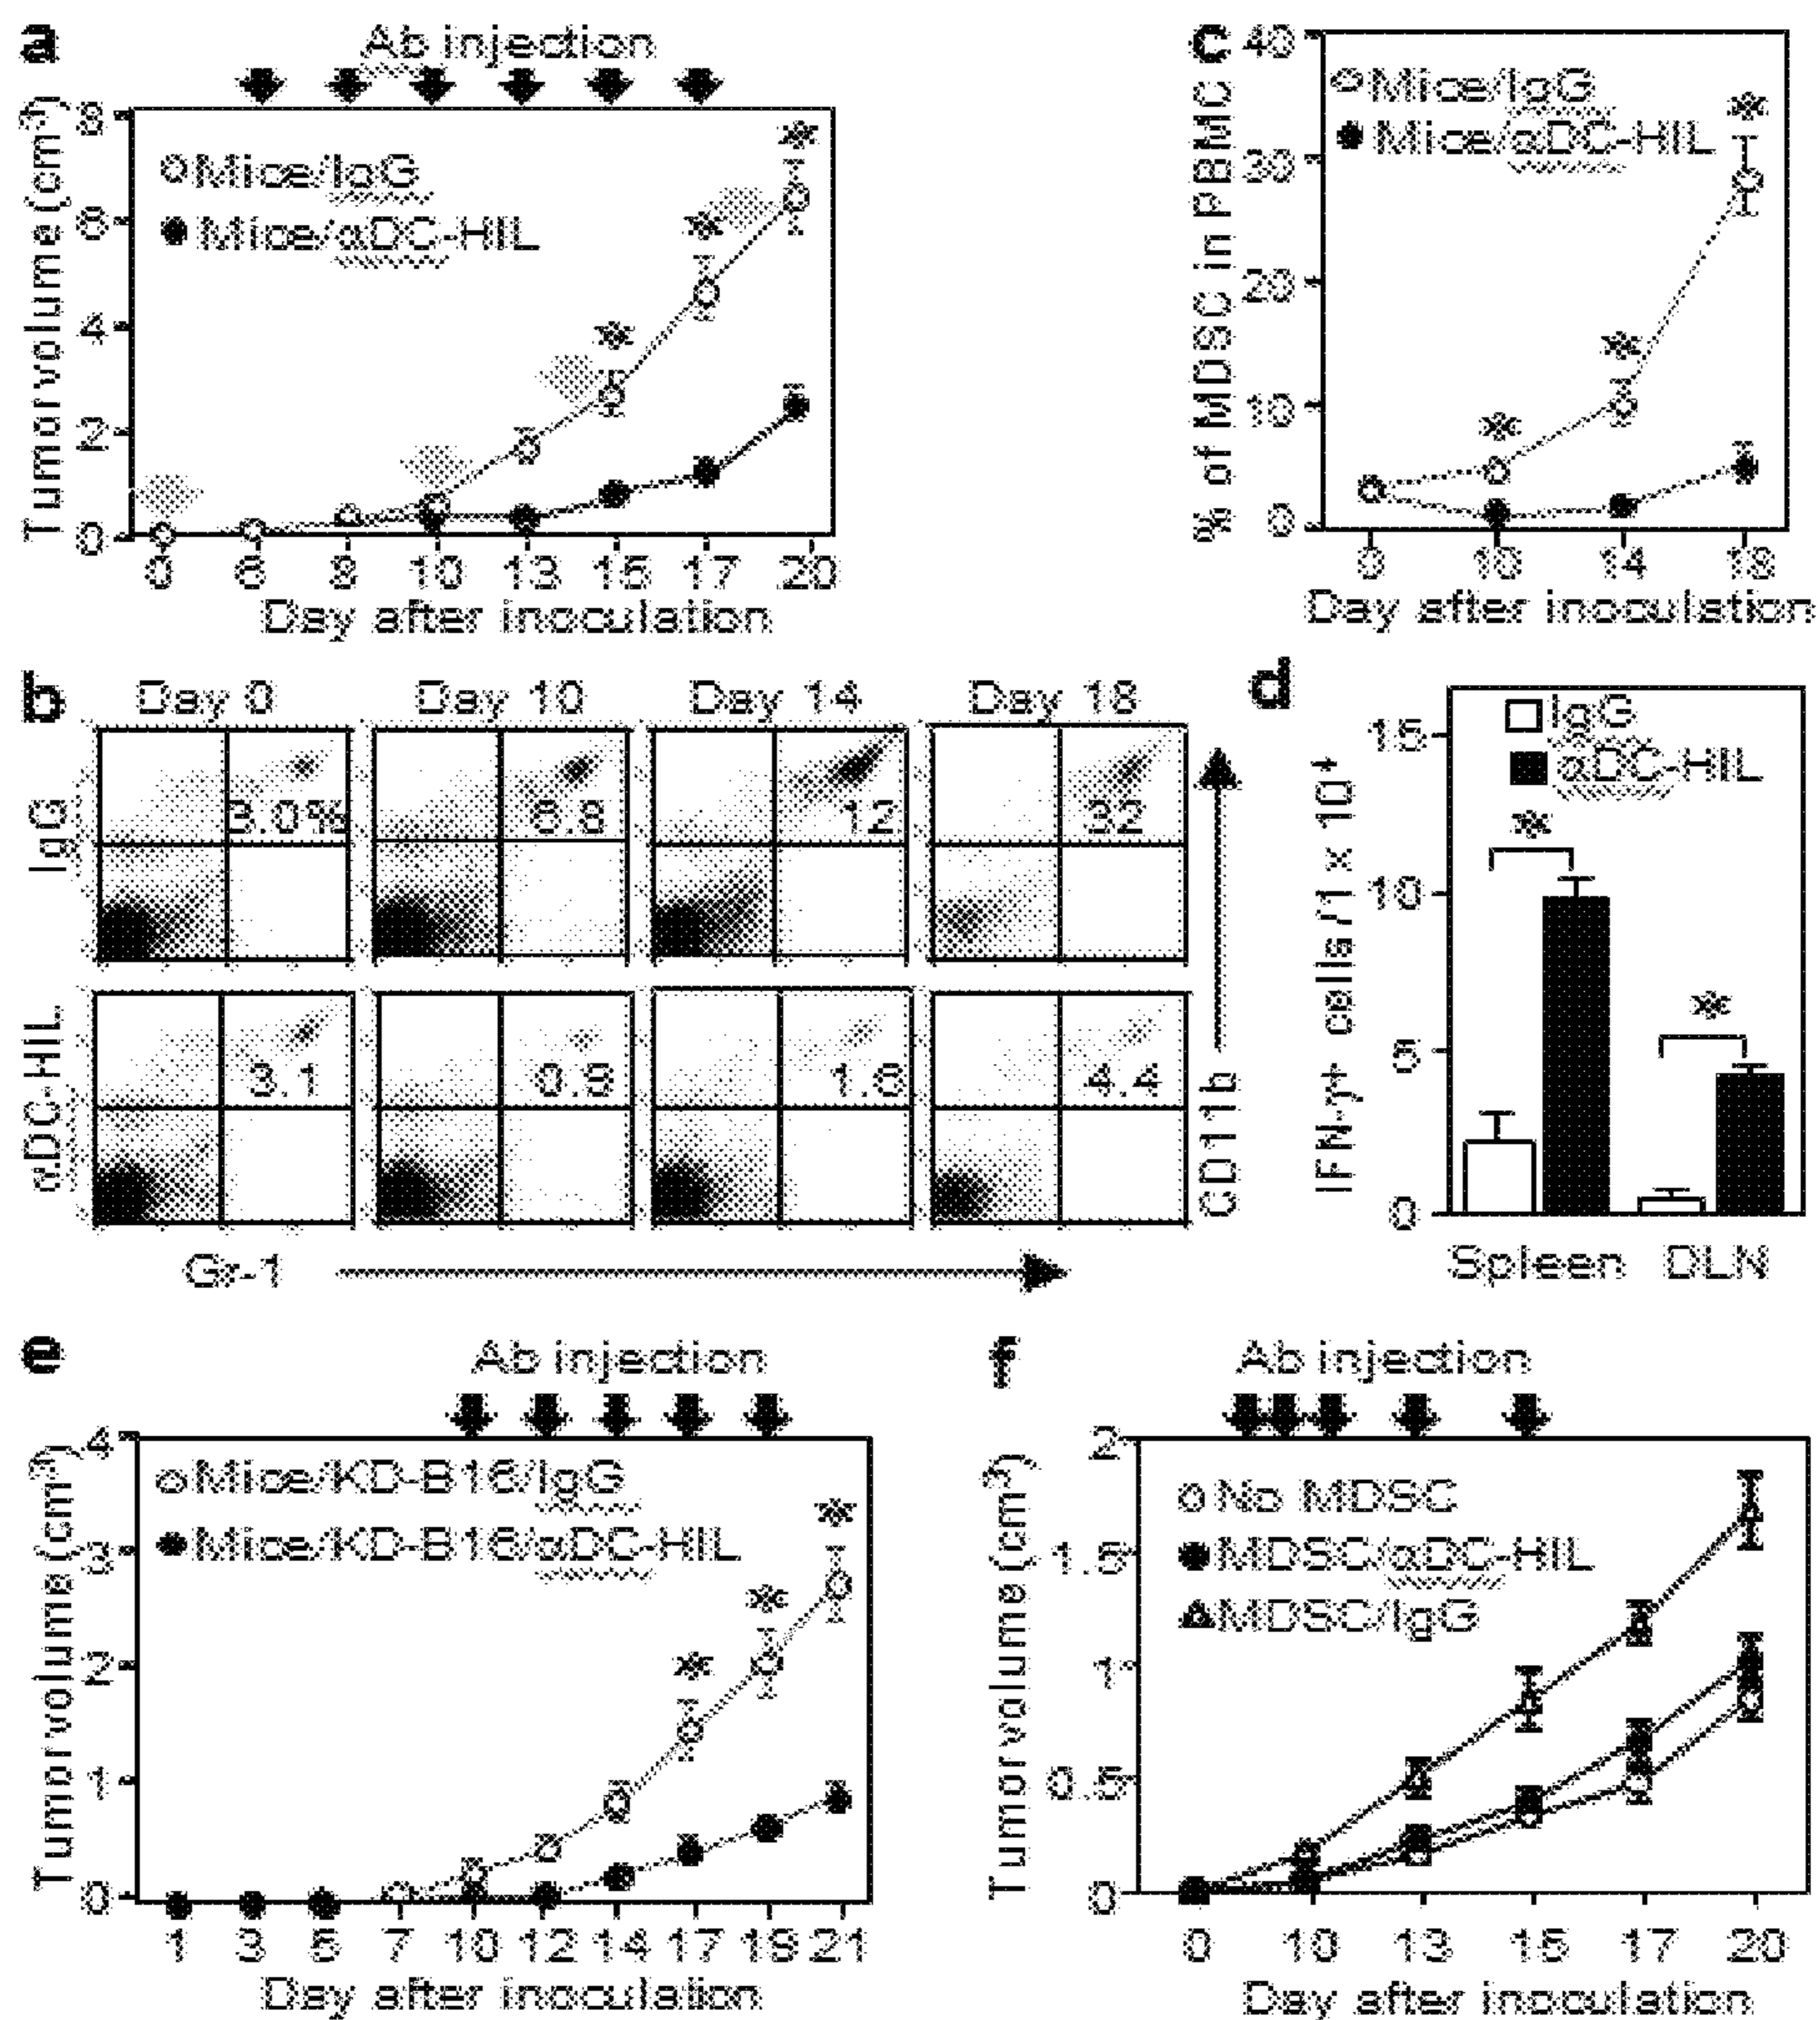 a
Ab injection
Tumor volume (cm³)
8
6
4
2
0
Mice/IgG
Mice/αDC-HIL
0 6 8 10 13 15 17 20
Day after inoculation
c
% of MDSC in PBMC
40
30
20
10
0
Mice/IgG
Mice/αDC-HIL
0 10 14 18
Day after inoculation
b
Day 0 Day 10 Day 14 Day 18
IgG
3.0% 12 32
αDC-HIL
3.1 4.4
Gr-1
CD11b
d
IgG
αDC-HIL
IFN-γ+ cells/1 x 10⁴
15
10
5
0
Spleen DLN
e
Ab injection
Tumor volume (cm³)
4
3
2
1
0
Mice/KD-B16/IgG
Mice/KD-B16/αDC-HIL
1 3 5 7 10 12 14 17 19 21
Day after inoculation
f
Ab injection
Tumor volume (cm³)
2
1.5
1
0.5
0
No MDSC
MDSC/αDC-HIL
MDSC/IgG
0 10 13 15 17 20
Day after inoculation